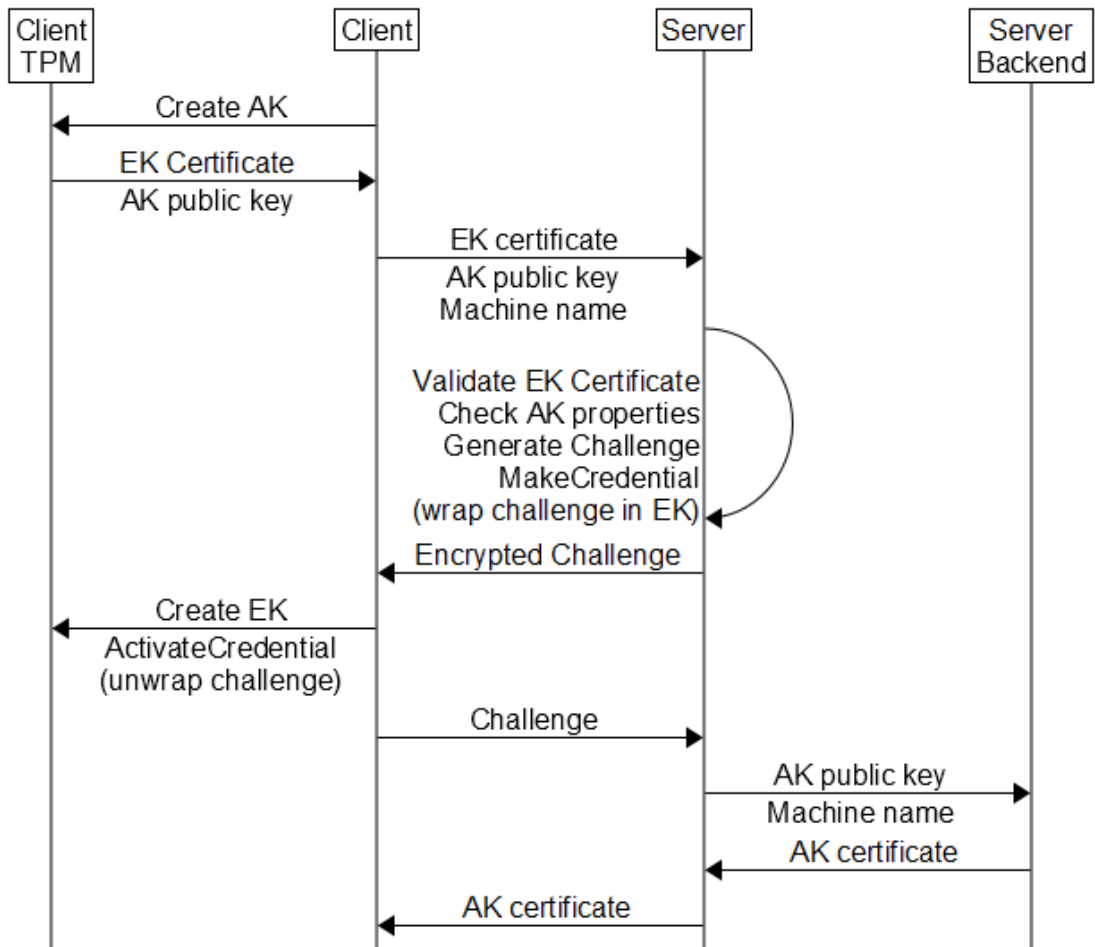 Client
TPM
Client
Server
Server
Backend
Create AK
EK Certificate
AK public key
EK certificate
AK public key
Machine name
Validate EK Certificate
Check AK properties
Generate Challenge
MakeCredential
(wrap challenge in EK)
Encrypted Challenge
Create EK
ActivateCredential
(unwrap challenge)
Challenge
AK public key
Machine name
AK certificate
AK certificate